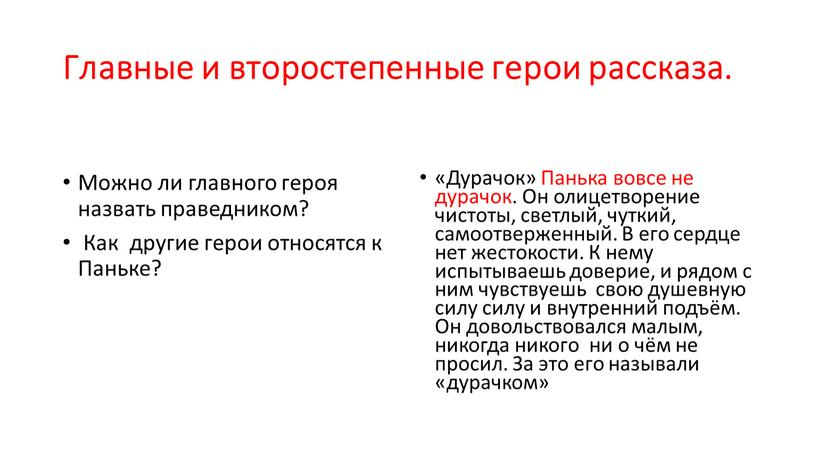 Главные и второстепенные герои рассказа.
• Можно ли главного героя
назвать праведником?
• Как другие герои относятся к
Паньке?
• «Дурачок» Панька вовсе не
дурачок. Он олицетворение
чистоты, светлый, чуткий,
самоотверженный. В его сердце
нет жестокости. К нему
испытываешь доверие, и рядом с
ним чувствуешь свою душевную
силу силу и внутренний подъём.
Он довольствовался малым,
никогда никого ни о чём не
просил. За это его называли
«дурачком»